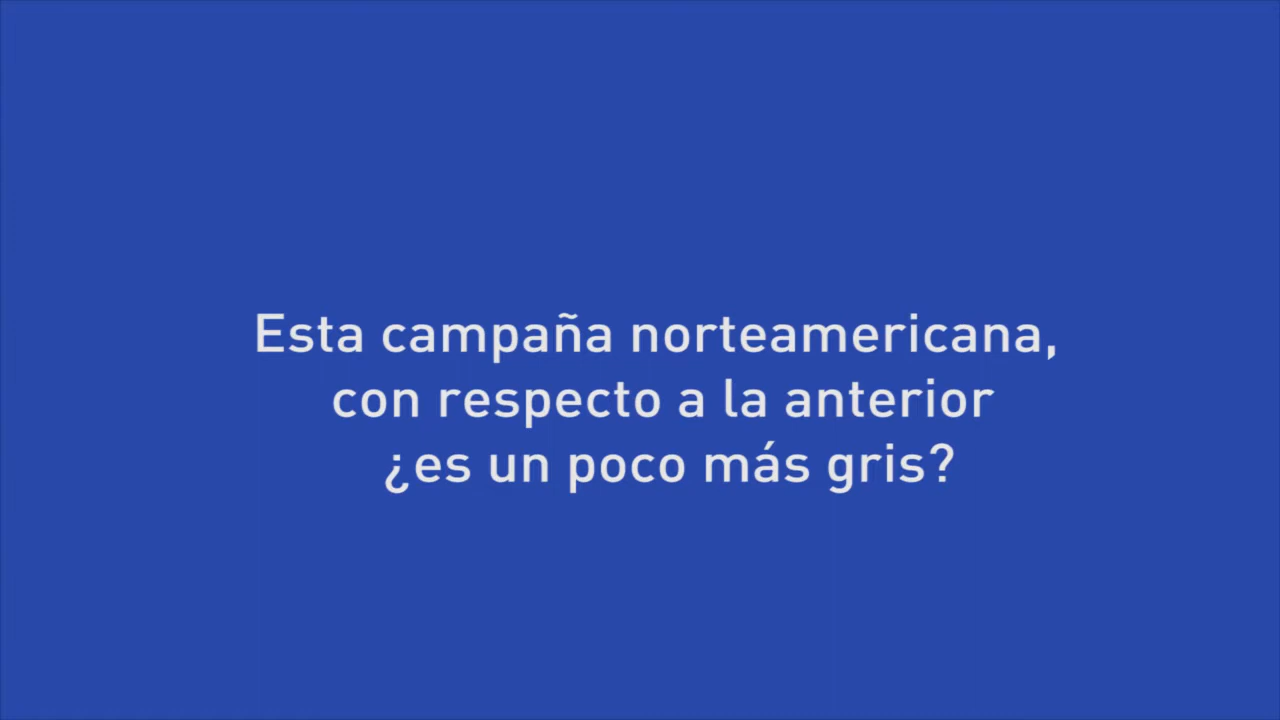 Esta campaña norteamericana,
con respecto a la anterior
¿es un poco más gris?